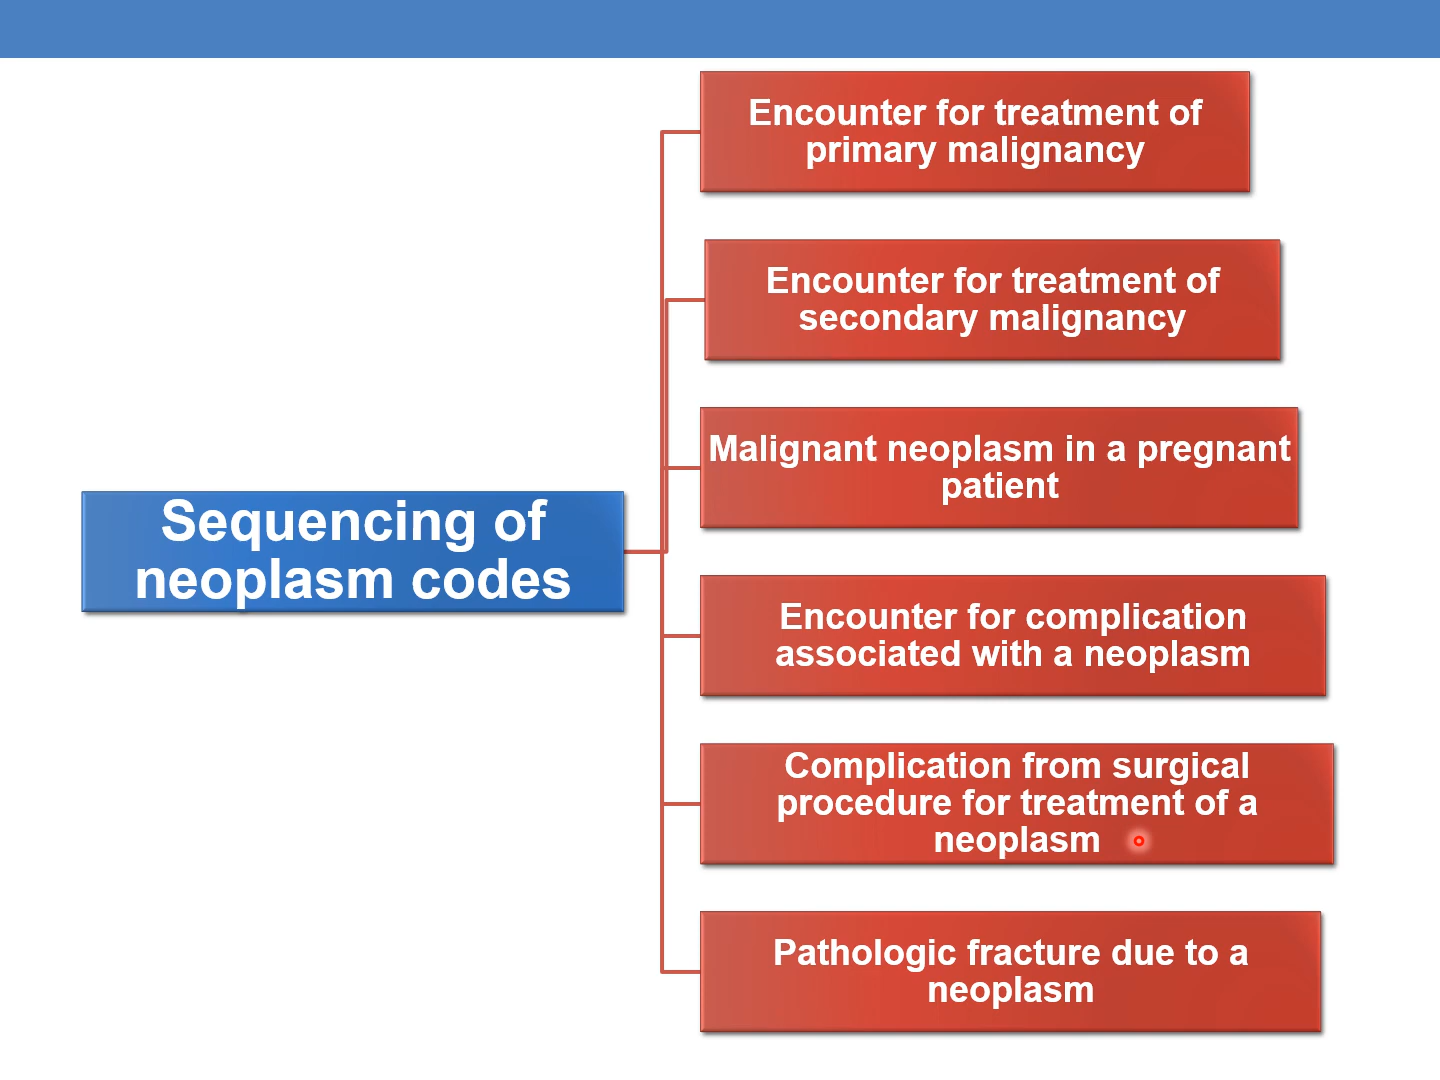 Encounter for treatment of
primary malignancy
Encounter for treatment of
secondary malignancy
Malignant neoplasm in a pregnant
patient
Sequencing of
neoplasm codes
Encounter for complication
associated with a neoplasm
Complication from surgical
procedure for treatment of a
neoplasm
Pathologic fracture due to a
neoplasm